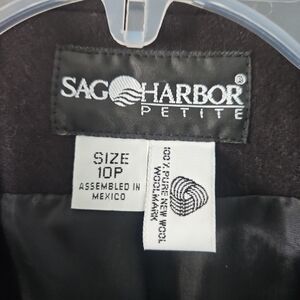 SAG HARBOR®
PETITE
SIZE
10P
ASSEMBLED IN
MEXICO
100% PURE NEW WOOL
WOOLMARK